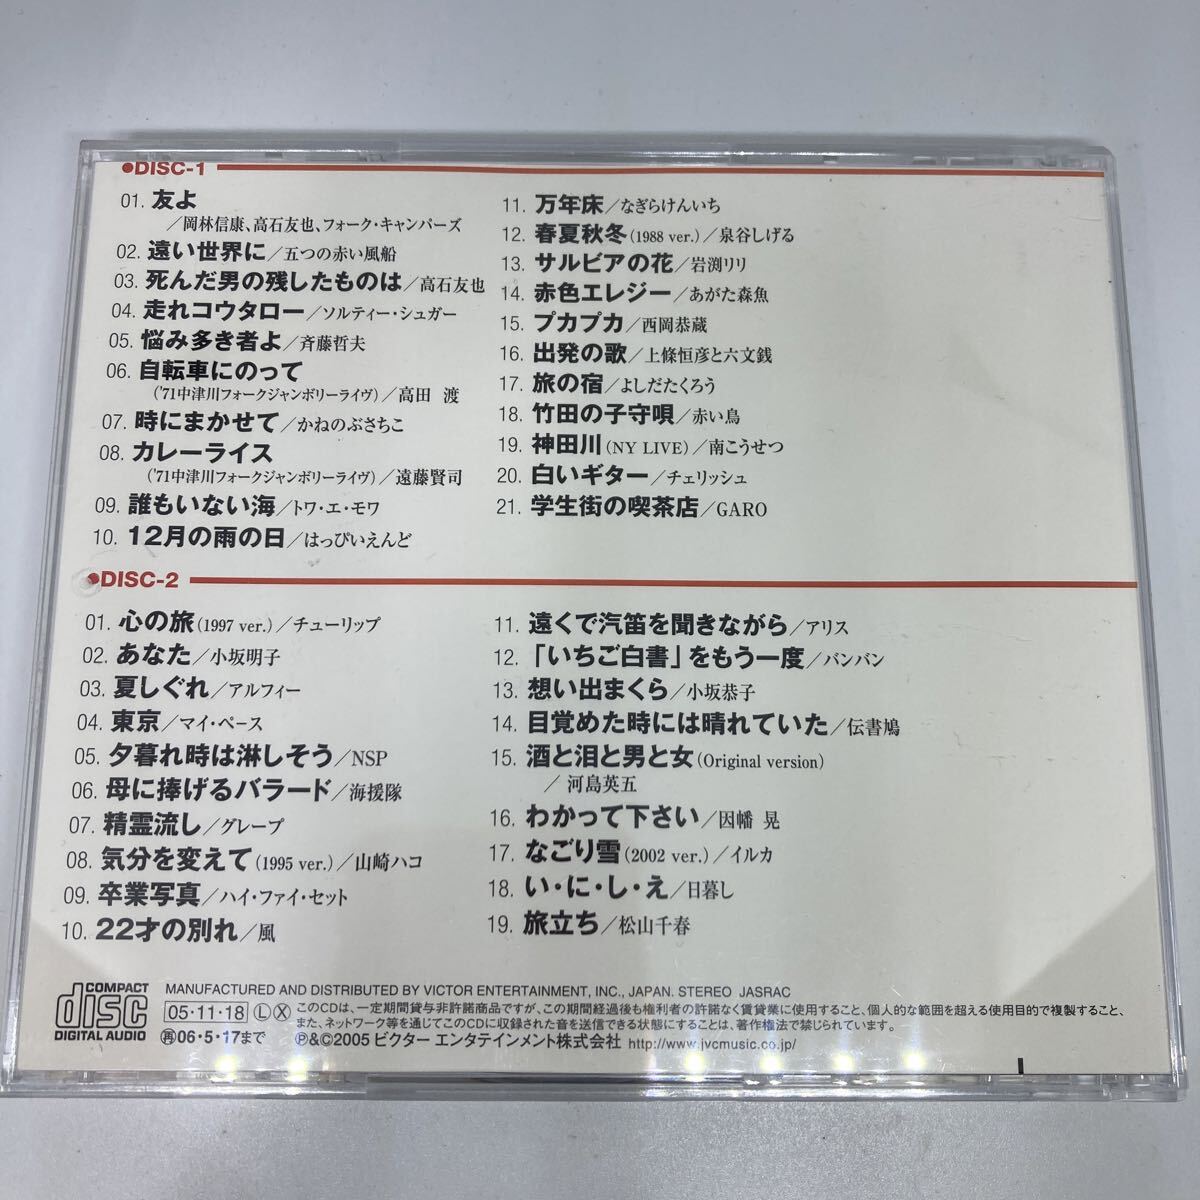 ●DISC-1
01. 友よ
／岡林信康、高石友也、フォーク・キャンパーズ
02. 遠い世界に／五つの赤い風船
03. 死んだ男の残したものは／高石友也
04. 走れコウタロー／ソルティー・シュガー
05. 悩み多き者よ／斉藤哲夫
06. 自転車にのって
（'71中津川フォークジャンボリーライヴ）／高田 渡
07. 時にまかせて／かねのぶさちこ
08. カレーライス
（'71中津川フォークジャンボリーライヴ）／遠藤賢司
09. 誰もいない海／トワ・エ・モワ
10. 12月の雨の日／はっぴいえんど
11. 万年床／なぎらけんいち
12. 春夏秋冬（1988 ver.）／泉谷しげる
13. サルビアの花／岩渕リリ
14. 赤色エレジー／あがた森魚
15. プカプカ／西岡恭蔵
16. 出発の歌／上條恒彦と六文銭
17. 旅の宿／よしだたくろう
18. 竹田の子守唄／赤い鳥
19. 神田川（NY LIVE）／南こうせつ
20. 白いギター／チェリッシュ
21. 学生街の喫茶店／GARO
●DISC-2
01. 心の旅（1997 ver.）／チューリップ
02. あなた／小坂明子
03. 夏しぐれ／アルフィー
04. 東京／マイ・ペース
05. 夕暮れ時は淋しそう／NSP
06. 母に捧げるバラード／海援隊
07. 精霊流し／グレープ
08. 気分を変えて（1995 ver.）／山崎ハコ
09. 卒業写真／ハイ・ファイ・セット
10. 22才の別れ／風
11. 遠くで汽笛を聞きながら／アリス
12. 「いちご白書」をもう一度／バンバン
13. 想い出まくら／小坂恭子
14. 目覚めた時には晴れていた／伝書鳩
15. 酒と泪と男と女（Original version）
／河島英五
16. わかって下さい／因幡 晃
17. なごり雪（2002 ver.）／イルカ
18. い・に・し・え／日暮し
19. 旅立ち／松山千春
COMPACT disc DIGITAL AUDIO
MANUFACTURED AND DISTRIBUTED BY VICTOR ENTERTAINMENT, INC., JAPAN. STEREO JASRAC
05・11・18 Ⓛ Ⓧ このCDは、一定期間貸与非許諾商品ですが、この期間経過後も権利者の許諾なく賃貸業に使用すること、個人的な範囲を超える使用目的で複製すること、
また、ネットワーク等を通じてこのCDに収録された音を送信できる状態にすることは、著作権法で禁じられています。
㊞06・5・17まで ℗&©2005 ビクター エンタテインメント株式会社 http://www.jvcmusic.co.jp/